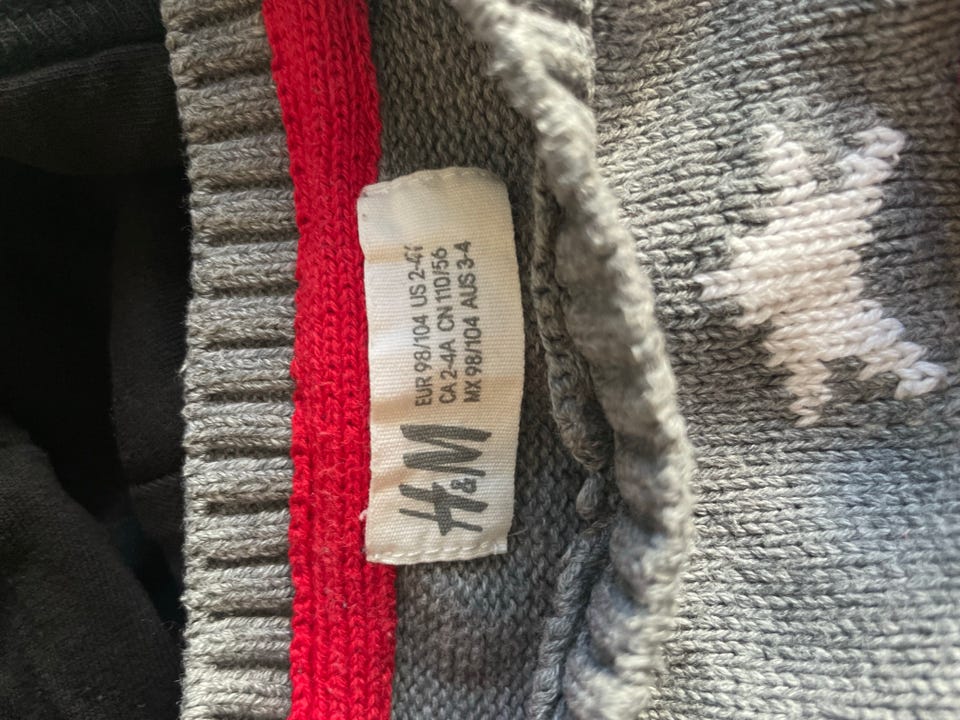 H&M
EUR 98/104 US 2-4Y
CA 2-4A CN 110/56
MX 98/104 AUS 3-4